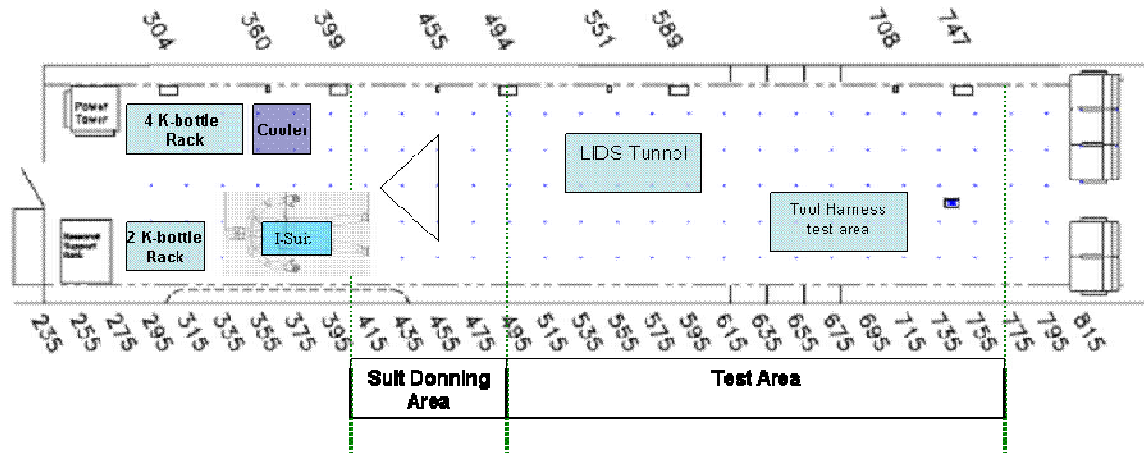 304 360 399 455 494 551 589 708 747
Power
Tower
4 K-bottle
Rack
Cooler
LIDS Tunnel
Tool Harness
test area
2 K-bottle
Rack
I-Suit
235 255 275 295 315 335 355 375 395 415 435 455 475 495 515 535 555 575 595 615 635 655 675 695 715 735 755 775 795 815
Suit Donning
Area
Test Area